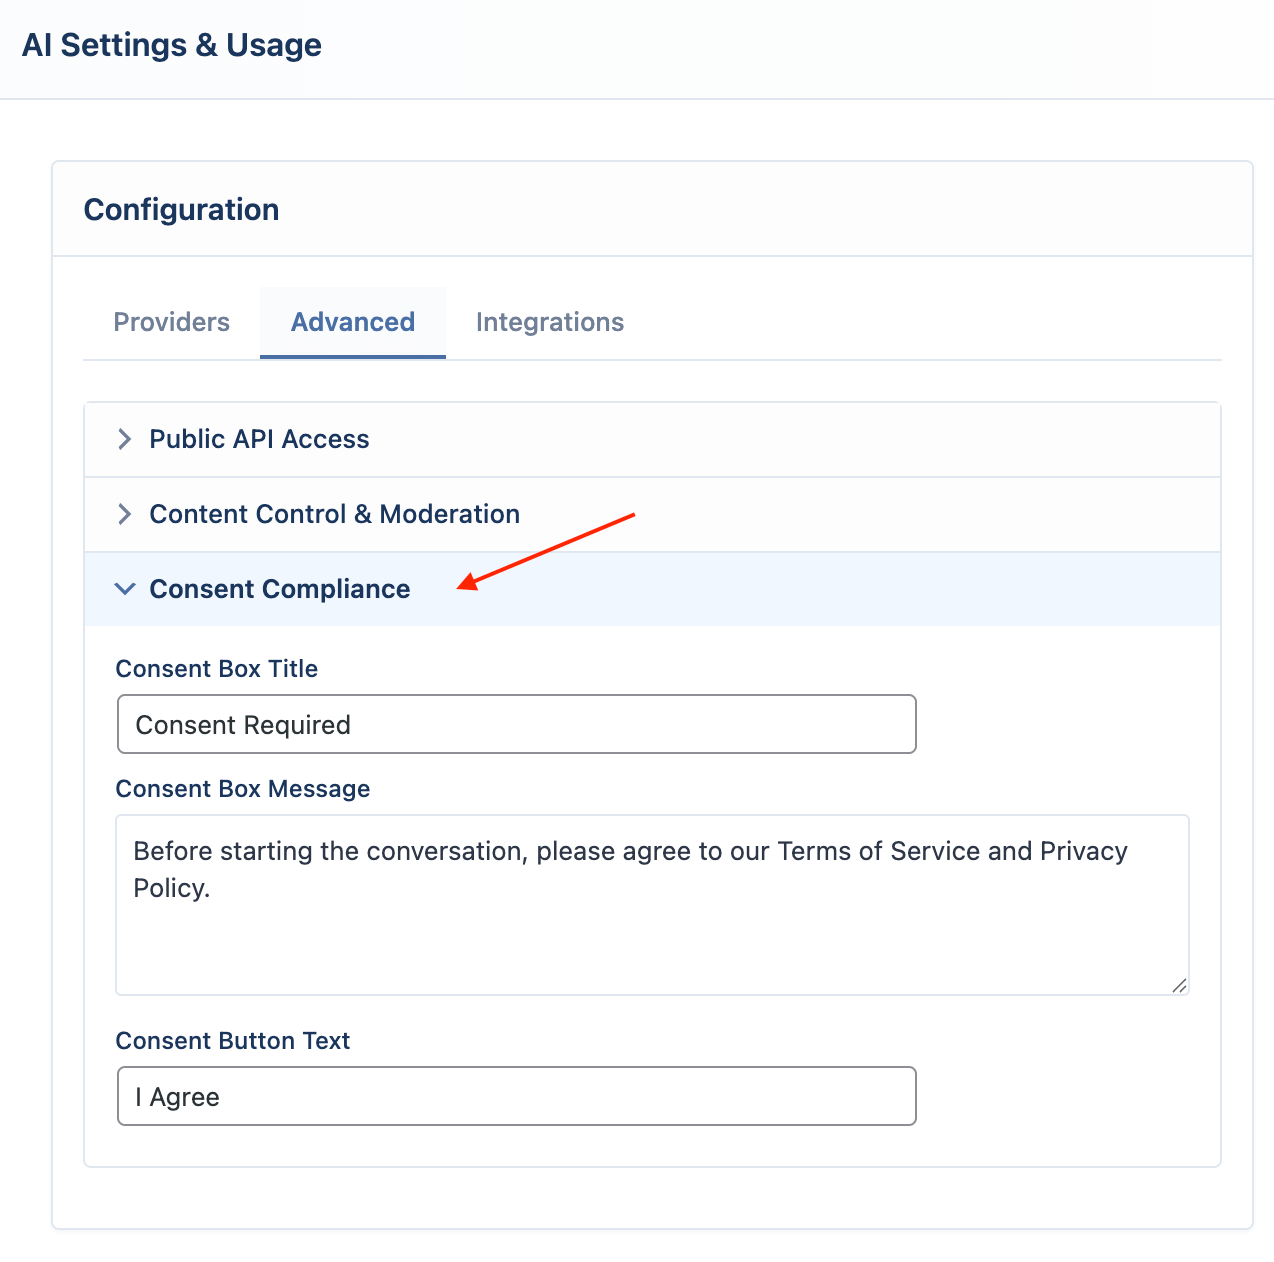 AI Settings & Usage
Configuration
Providers
Advanced
Integrations
Public API Access
Content Control & Moderation
Consent Compliance
Consent Box Title
Consent Required
Consent Box Message
Before starting the conversation, please agree to our Terms of Service and Privacy
Policy.
Consent Button Text
I Agree